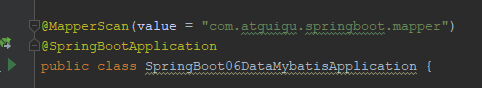 @MapperScan(value = "com.atguigu.springboot.mapper")
@SpringBootApplication
public class SpringBoot06DataMybatisApplication {